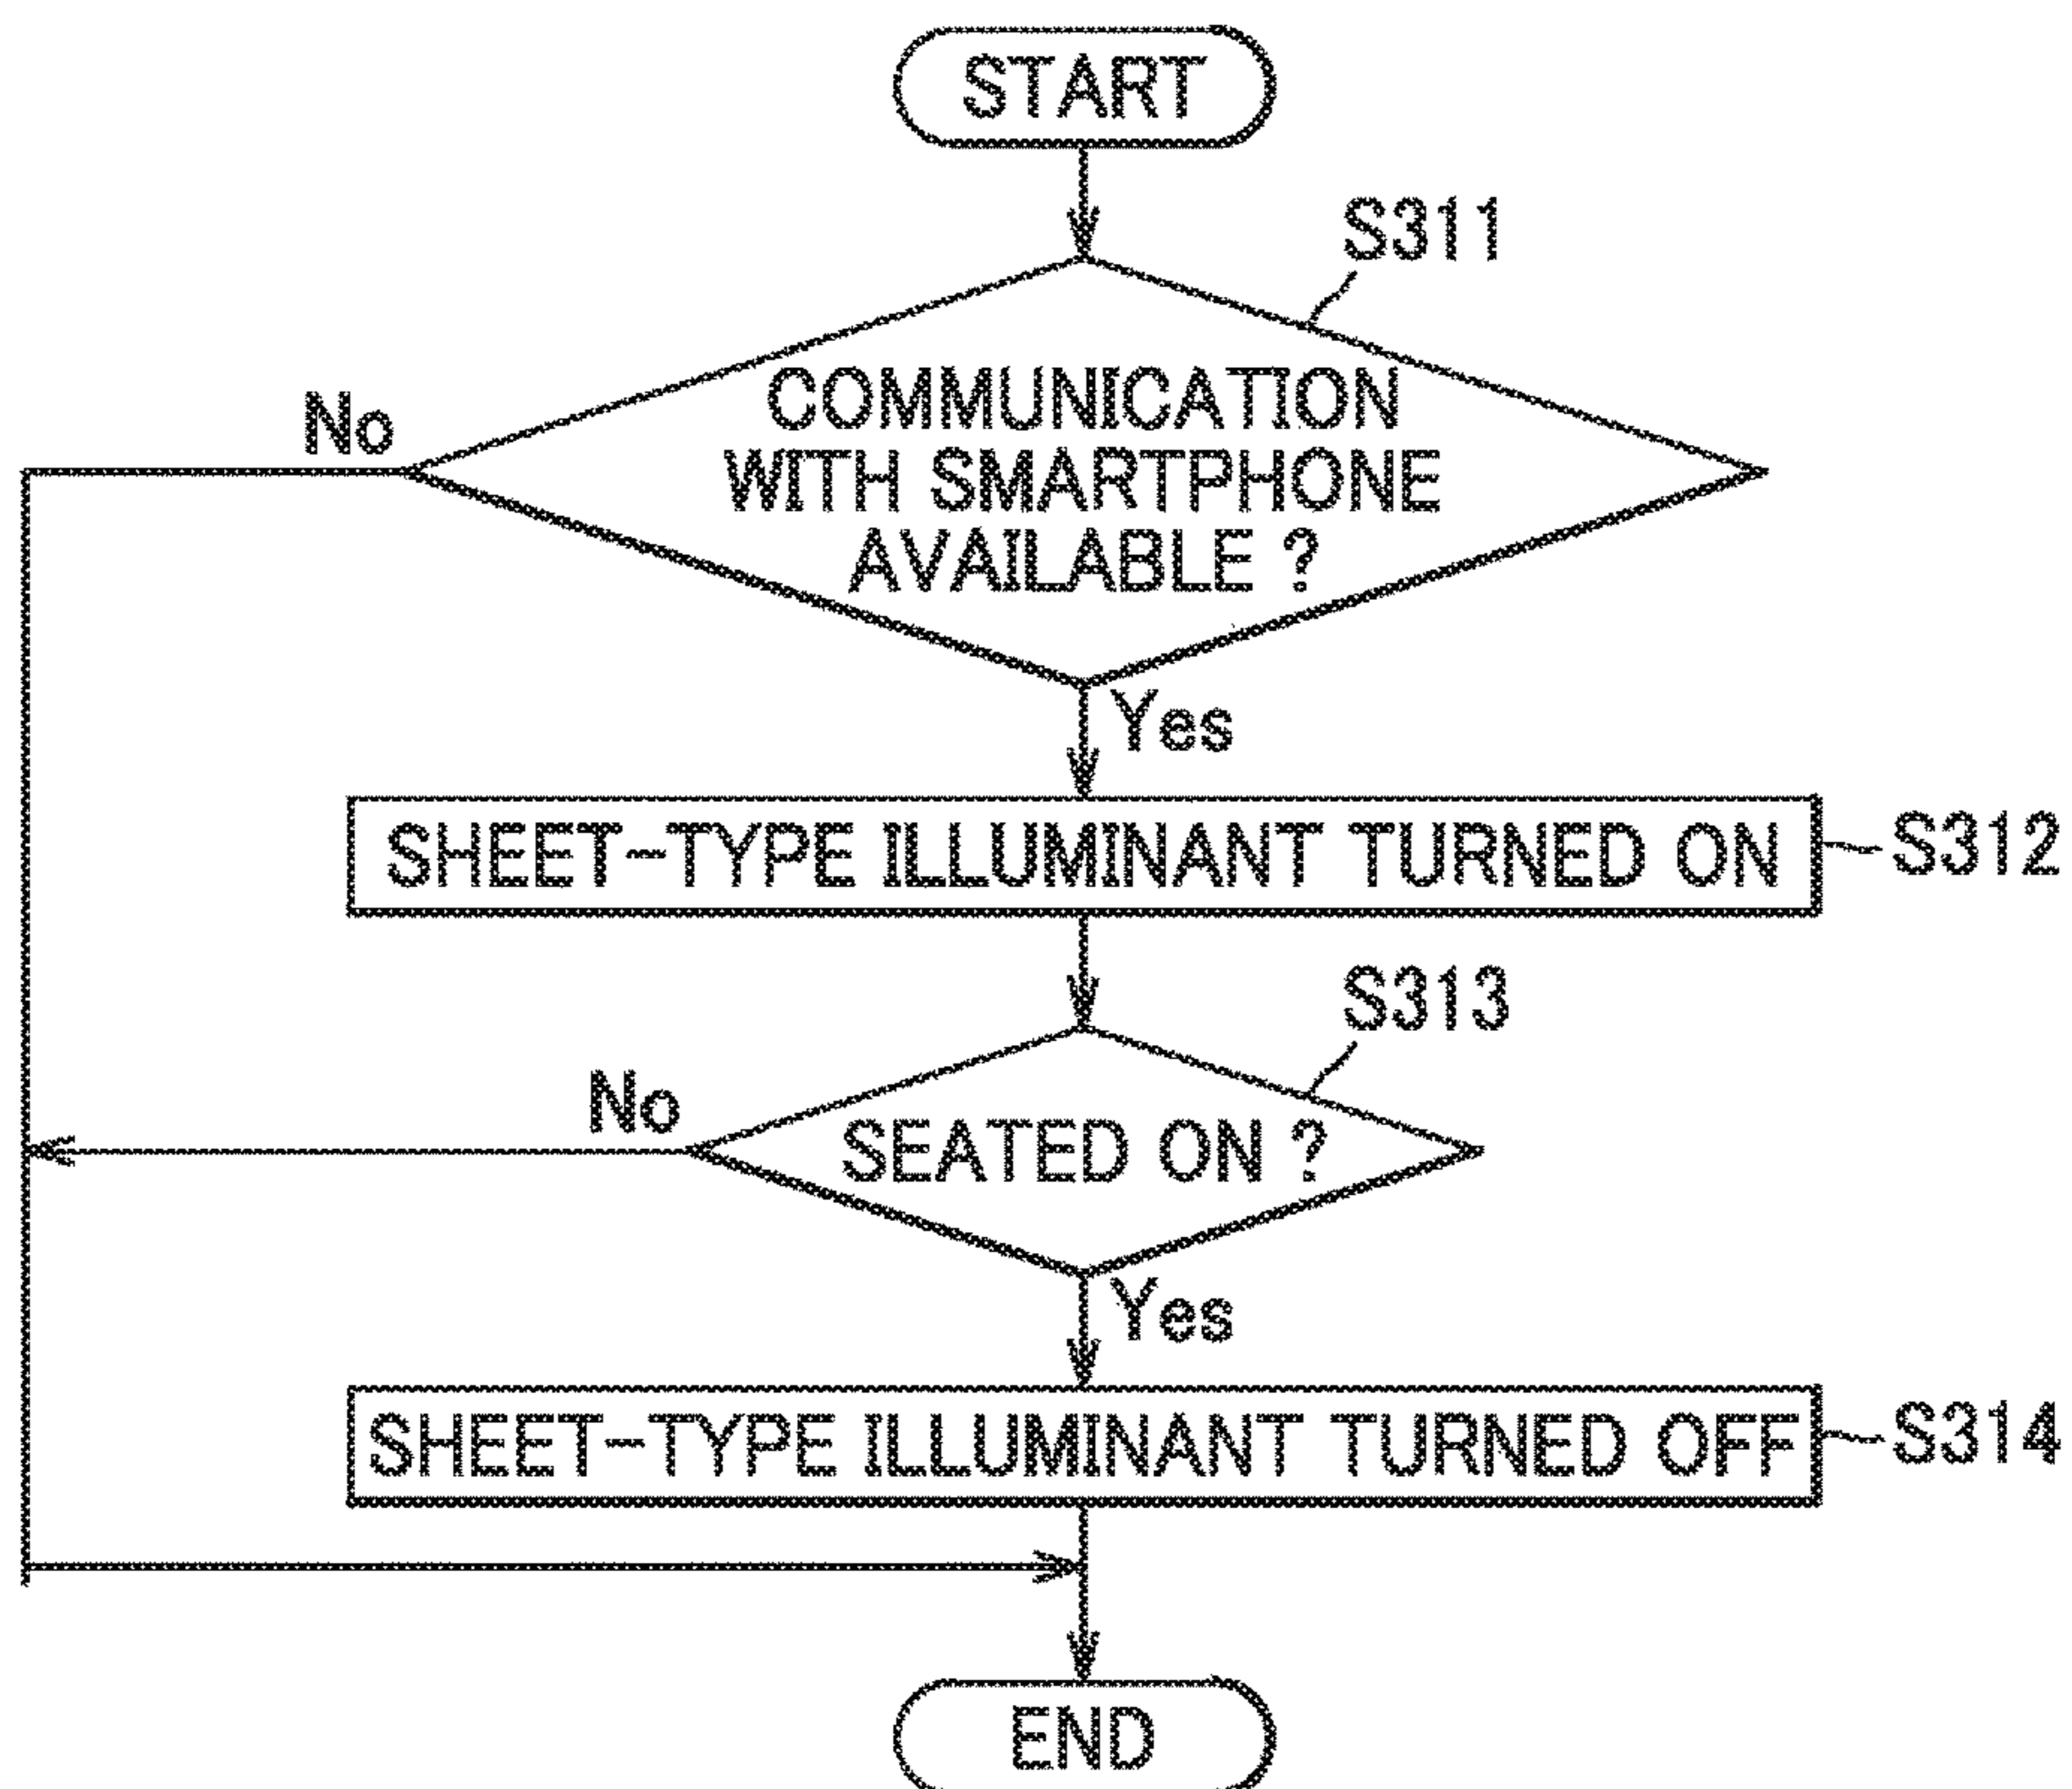 START
S311
COMMUNICATION
No
WITH SMARTPHONE
AVAILABLE ?
Yes
SHEET-TYPE ILLUMINANT TURNED ON
S312
S313
No
SEATED ON ?
Yes
SHEET-TYPE ILLUMINANT TURNED OFF
S314
END